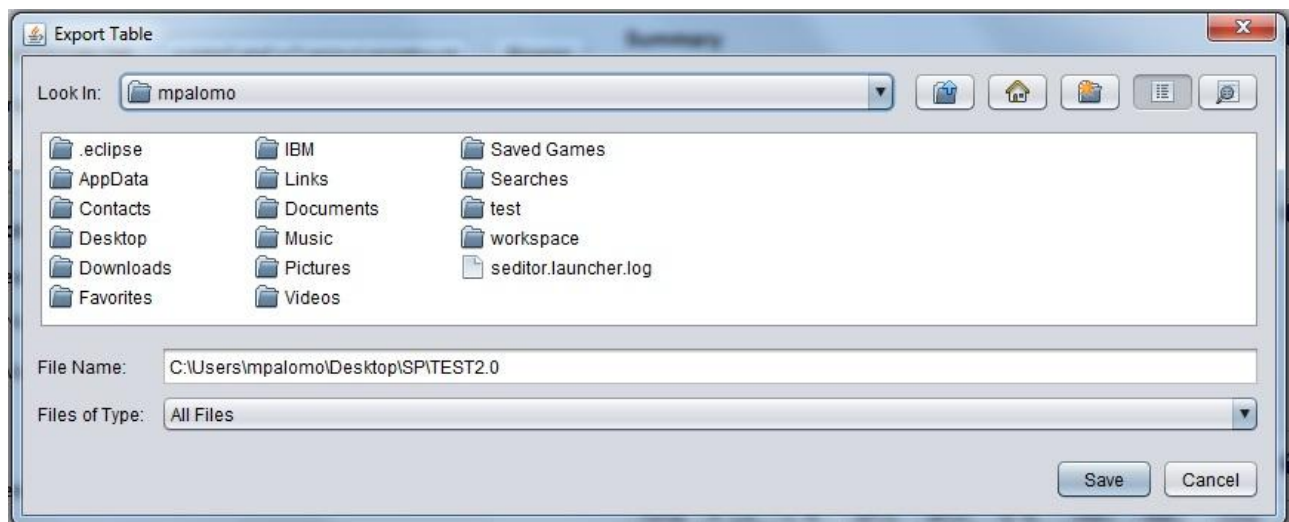 Export Table
Summary
Look In: mpalomo
.eclipse IBM Saved Games
AppData Links Searches
Contacts Documents test
Desktop Music workspace
Downloads Pictures seditor.launcher.log
Favorites Videos
File Name: C:\Users\mpalomo\Desktop\SP\TEST2.0
Files of Type: All Files
Save Cancel